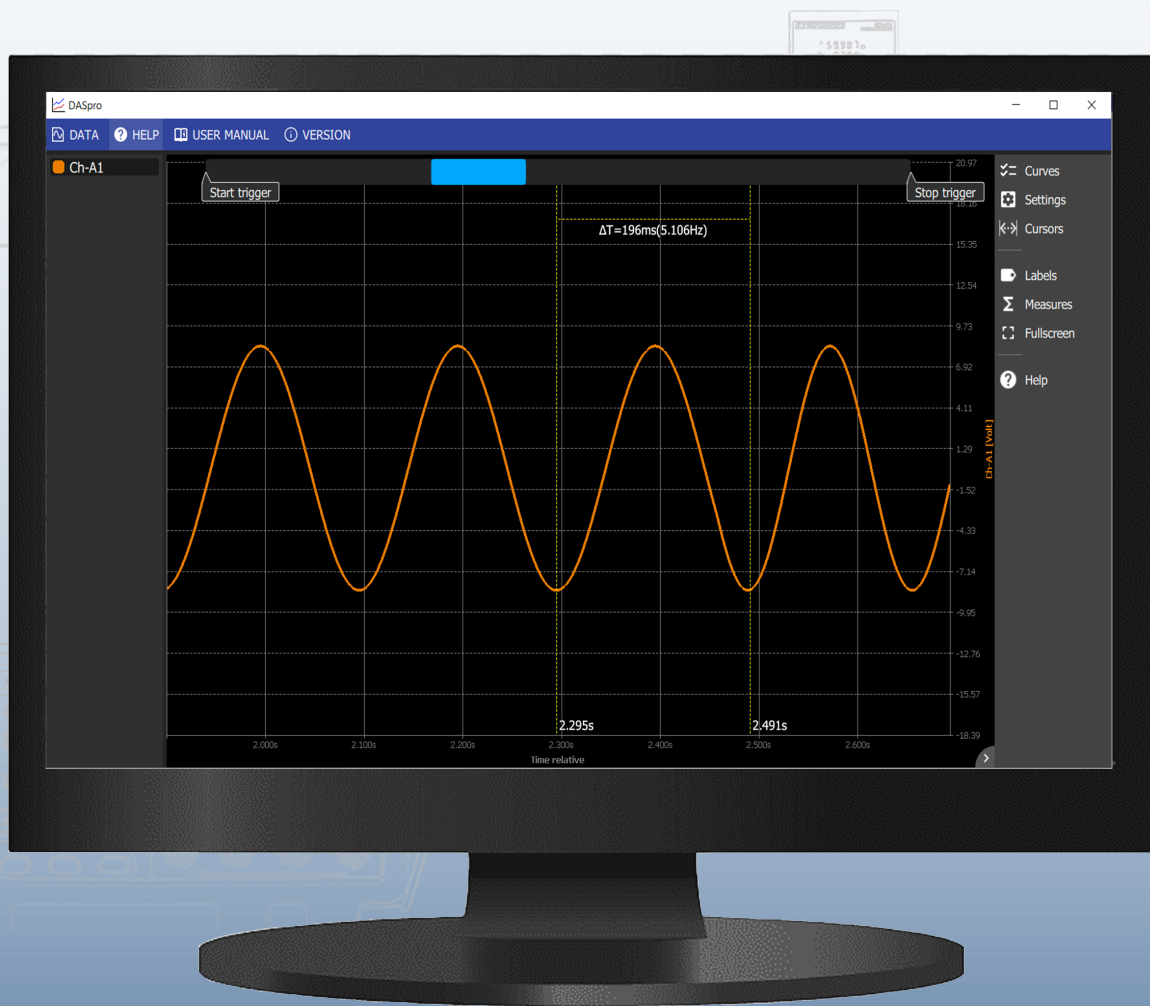 DASpro
DATA HELP USER MANUAL VERSION
Ch-A1
Start trigger
Stop trigger
ΔT=196ms(5.106Hz)
20.97
18.16
15.35
12.54
9.73
6.92
4.11
1.29
-1.52
-4.33
-7.14
-9.95
-12.76
-15.57
-18.39
Ch-A1 [Volt]
2.295s
2.491s
2.000s 2.100s 2.200s 2.300s 2.400s 2.500s 2.600s
Time relative
Curves
Settings
Cursors
Labels
Measures
Fullscreen
Help